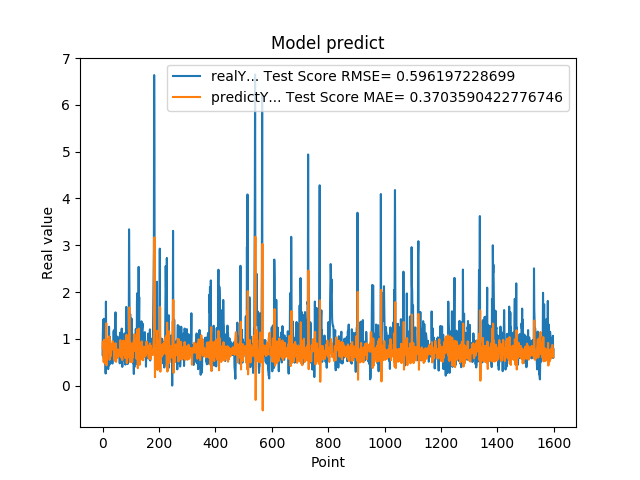 Model predict
realY... Test Score RMSE= 0.596197228699
predictY... Test Score MAE= 0.3703590422776746
7
6
5
4
3
2
1
0
Real value
0 200 400 600 800 1000 1200 1400 1600
Point